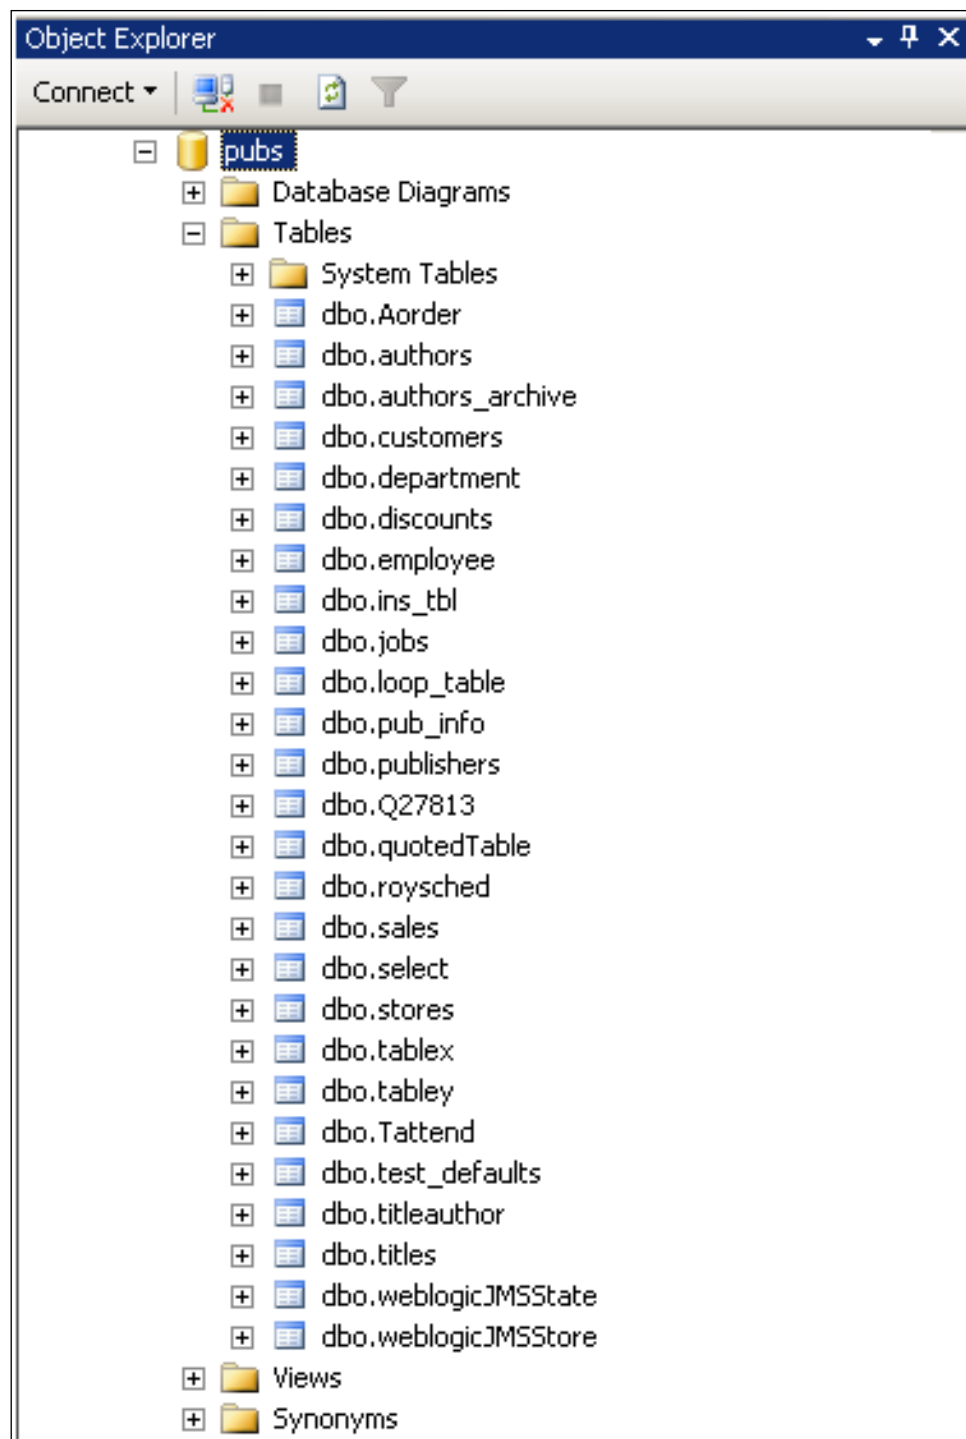 Object Explorer
Connect
pubs
Database Diagrams
Tables
System Tables
dbo.Aorder
dbo.authors
dbo.authors_archive
dbo.customers
dbo.department
dbo.discounts
dbo.employee
dbo.ins_tbl
dbo.jobs
dbo.loop_table
dbo.pub_info
dbo.publishers
dbo.Q27813
dbo.quotedTable
dbo.roysched
dbo.sales
dbo.select
dbo.stores
dbo.tablex
dbo.tabley
dbo.Tattend
dbo.test_defaults
dbo.titleauthor
dbo.titles
dbo.weblogicJMSState
dbo.weblogicJMSStore
Views
Synonyms